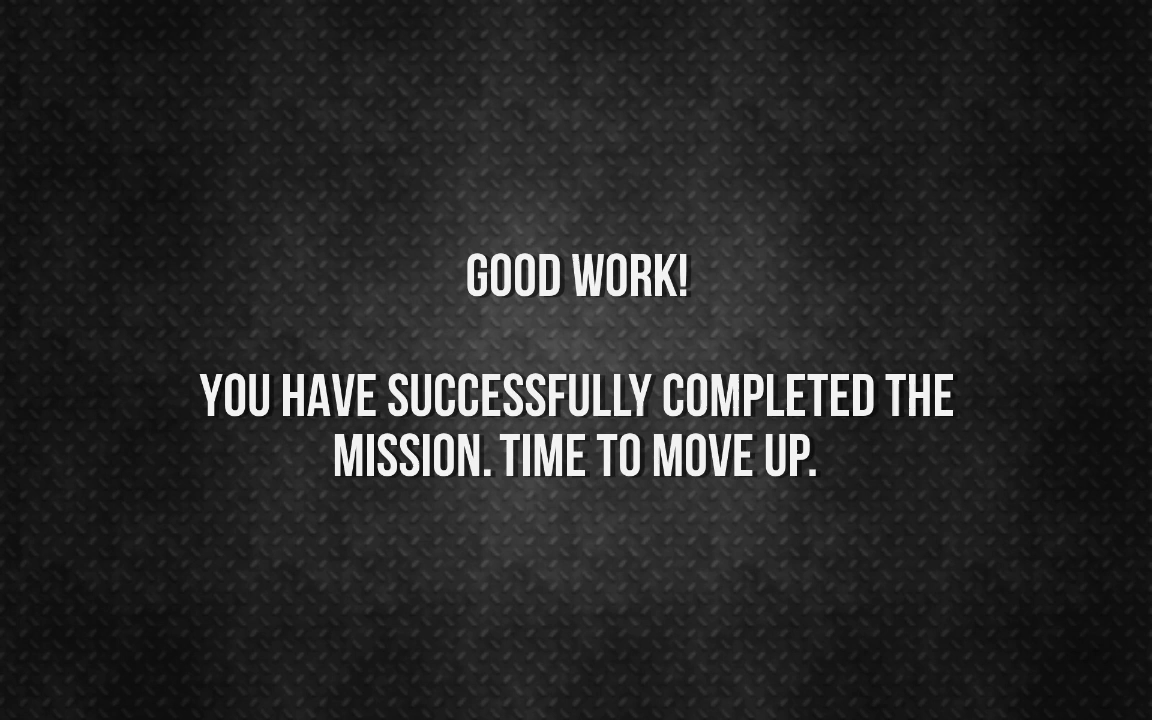 GOOD WORK!
YOU HAVE SUCCESSFULLY COMPLETED THE
MISSION. TIME TO MOVE UP.